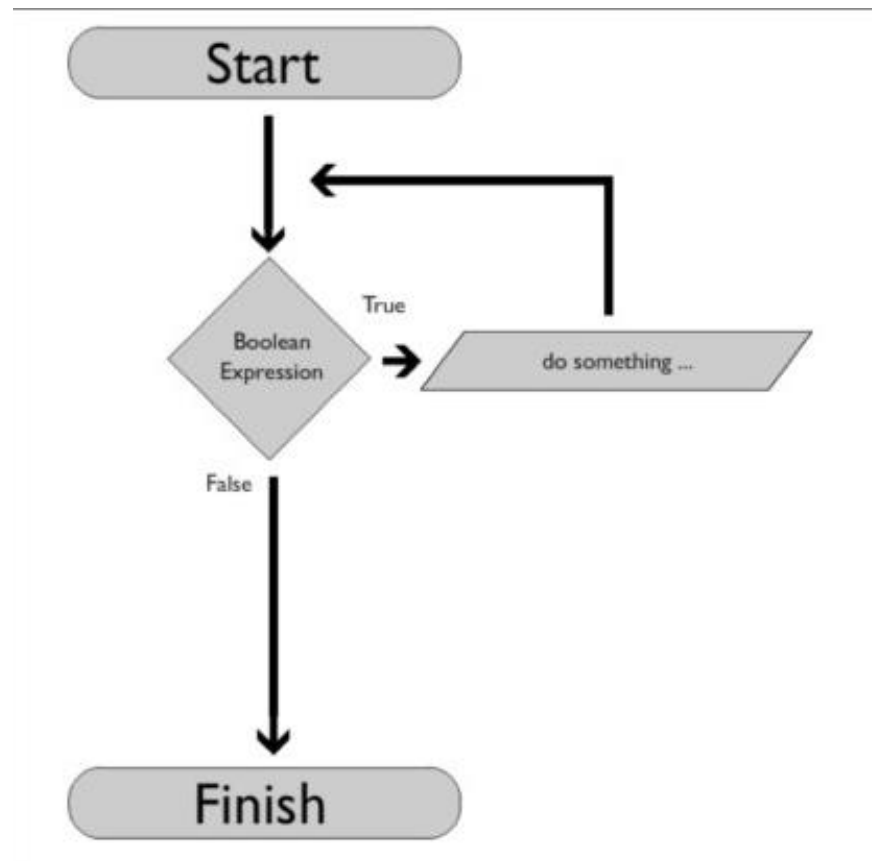 Start
True
Boolean
Expression
do something ...
False
Finish